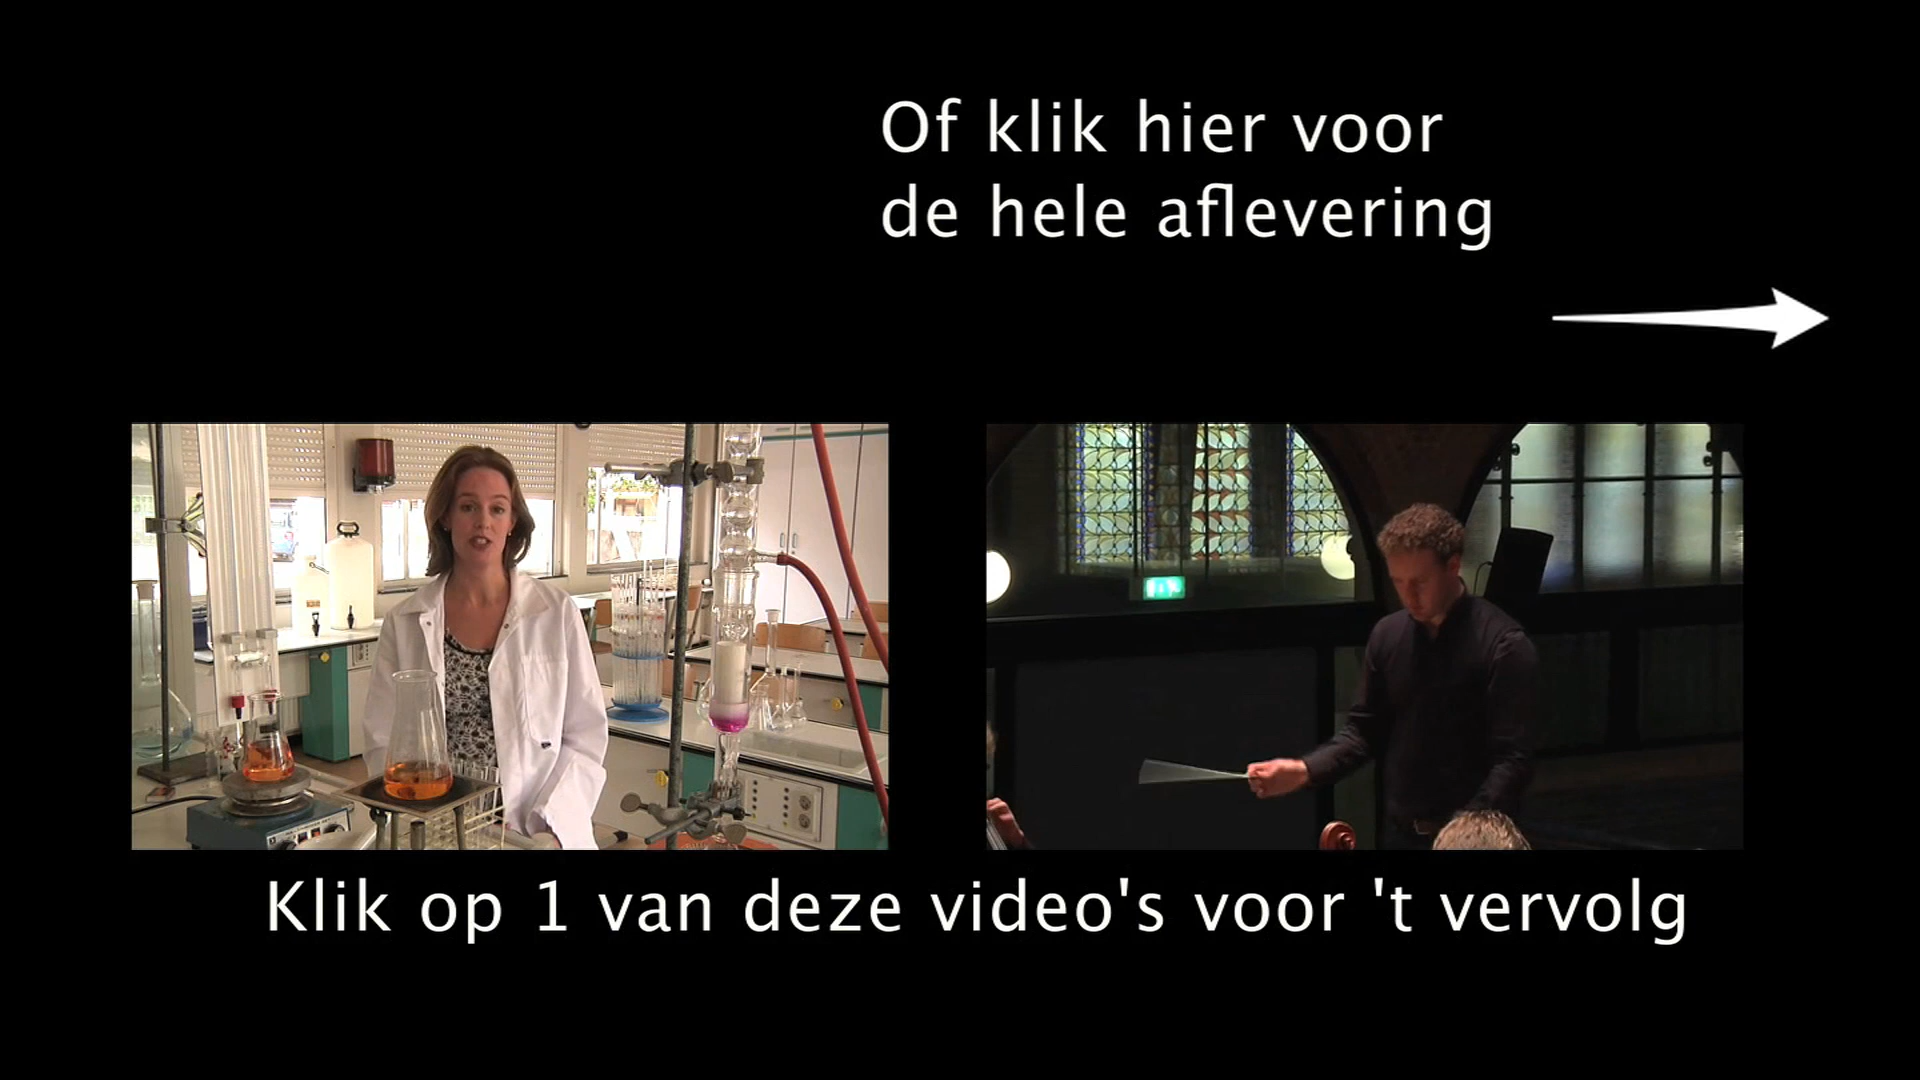 Of klik hier voor
de hele aflevering
Klik op 1 van deze video's voor 't vervolg